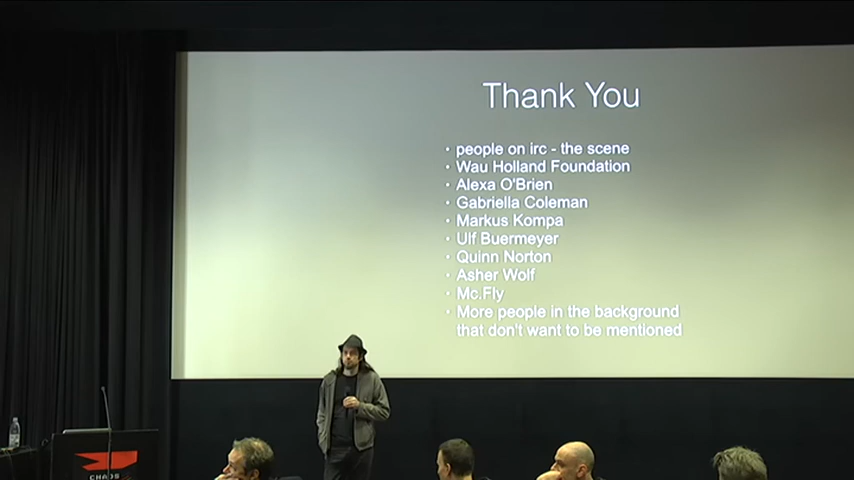 Thank You
• people on irc - the scene
• Wau Holland Foundation
• Alexa O'Brien
• Gabriella Coleman
• Markus Kompa
• Ulf Buermeyer
• Quinn Norton
• Asher Wolf
• Mc.Fly
• More people in the background
that don't want to be mentioned
CHAOS